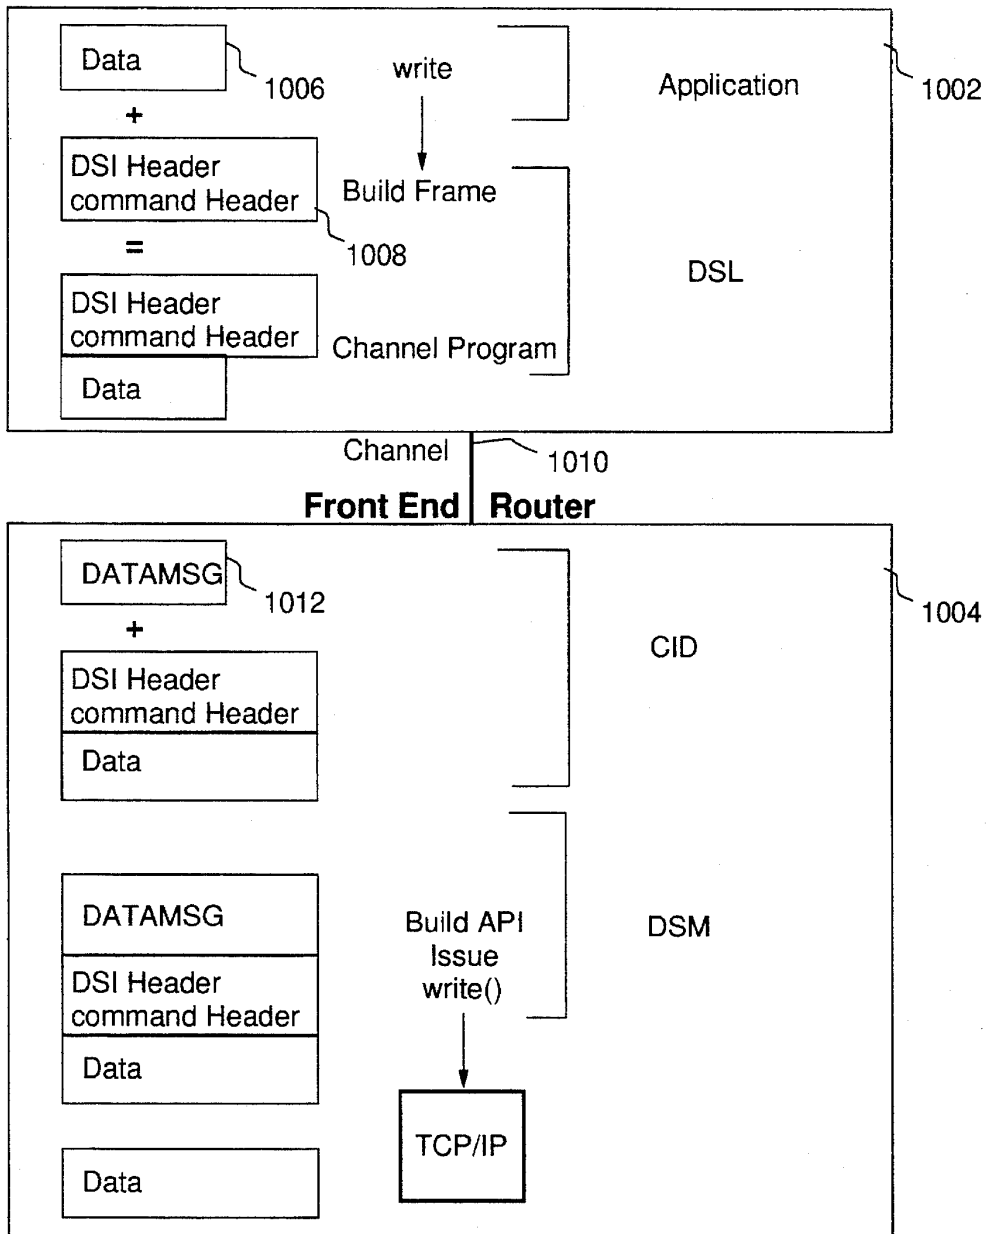 Data
1006
write
Application
1002
+
DSI Header
command Header
1008
Build Frame
=
DSL
DSI Header
command Header
Channel Program
Data
Channel
1010
Front End Router
DATAMSG
1012
1004
+
CID
DSI Header
command Header
Data
DATAMSG
Build API
Issue
write()
DSM
DSI Header
command Header
Data
TCP/IP
Data